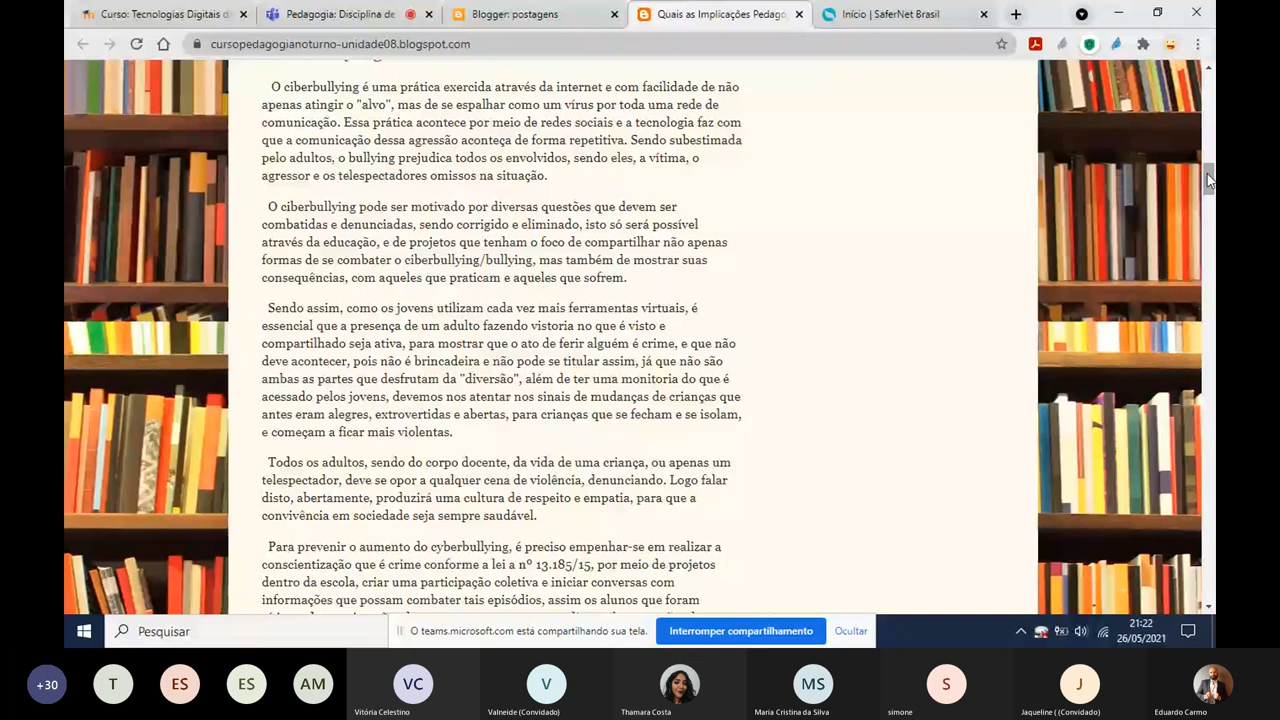 Curso: Tecnologias Digitais da
Pedagogia: Disciplina de
Blogger: postagens
Quais as Implicações Pedagó
Início | SaferNet Brasil
cursopedagogianoturno-unidade08.blogspot.com
O ciberbullying é uma prática exercida através da internet e com facilidade de não
apenas atingir o "alvo", mas de se espalhar como um vírus por toda uma rede de
comunicação. Essa prática acontece por meio de redes sociais e a tecnologia faz com
que a comunicação dessa agressão aconteça de forma repetitiva. Sendo subestimada
pelo adultos, o bullying prejudica todos os envolvidos, sendo eles, a vítima, o
agressor e os telespectadores omissos na situação.
O ciberbullying pode ser motivado por diversas questões que devem ser
combatidas e denunciadas, sendo corrigido e eliminado, isto só será possível
através da educação, e de projetos que tenham o foco de compartilhar não apenas
formas de se combater o ciberbullying/bullying, mas também de mostrar suas
consequências, com aqueles que praticam e aqueles que sofrem.
Sendo assim, como os jovens utilizam cada vez mais ferramentas virtuais, é
essencial que a presença de um adulto fazendo vistoria no que é visto e
compartilhado seja ativa, para mostrar que o ato de ferir alguém é crime, e que não
deve acontecer, pois não é brincadeira e não pode se titular assim, já que não são
ambas as partes que desfrutam da "diversão", além de ter uma monitoria do que é
acessado pelos jovens, devemos nos atentar nos sinais de mudanças de crianças que
antes eram alegres, extrovertidas e abertas, para crianças que se fecham e se isolam,
e começam a ficar mais violentas.
Todos os adultos, sendo do corpo docente, da vida de uma criança, ou apenas um
telespectador, deve se opor a qualquer cena de violência, denunciando. Logo falar
disto, abertamente, produzirá uma cultura de respeito e empatia, para que a
convivência em sociedade seja sempre saudável.
Para prevenir o aumento do cyberbullying, é preciso empenhar-se em realizar a
conscientização que é crime conforme a lei a nº 13.185/15, por meio de projetos
dentro da escola, criar uma participação coletiva e iniciar conversas com
informações que possam combater tais episódios, assim os alunos que foram
Pesquisar
O teams.microsoft.com está compartilhando sua tela.
Interromper compartilhamento
Ocultar
21:22
26/05/2021
+30
T
ES
ES
AM
VC
V
MS
S
J
Vitória Celestino
Valneide (Convidado)
Thamara Costa
Maria Cristina da Silva
simone
Jaqueline ( (Convidado)
Eduardo Carmo